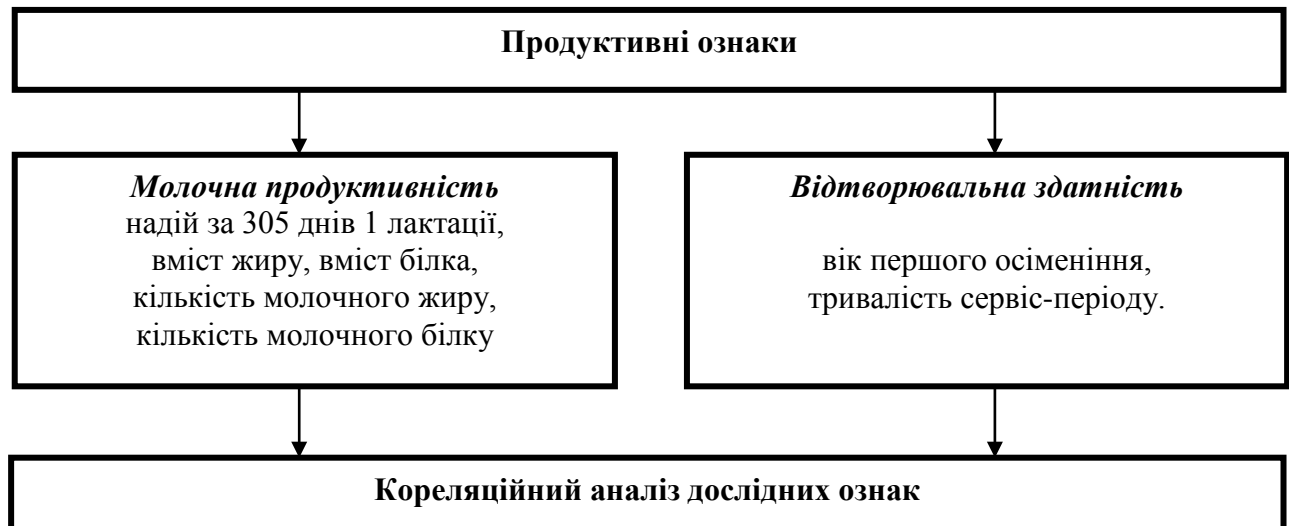 Продуктивні ознаки
Молочна продуктивність
надій за 305 днів 1 лактації,
вміст жиру, вміст білка,
кількість молочного жиру,
кількість молочного білку
Відтворювальна здатність
вік першого осіменіння,
тривалість сервіс-періоду.
Кореляційний аналіз дослідних ознак